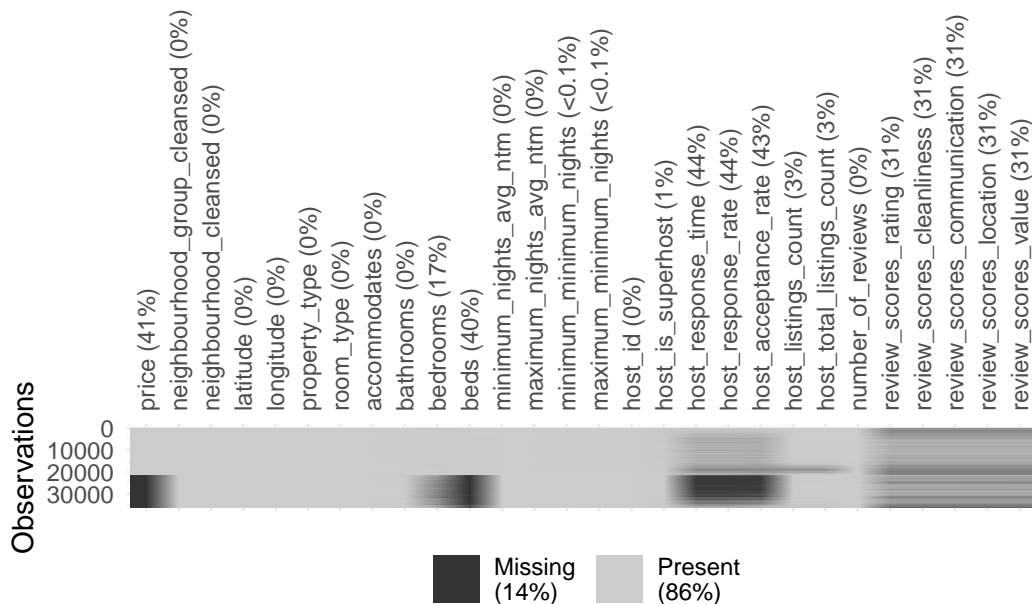 price (41%)
neighbourhood_group_cleansed (0%)
neighbourhood_cleansed (0%)
latitude (0%)
longitude (0%)
property_type (0%)
room_type (0%)
accommodates (0%)
bathrooms (0%)
bedrooms (17%)
beds (40%)
minimum_nights_avg_ntm (0%)
maximum_nights_avg_ntm (0%)
minimum_minimum_nights (<0.1%)
maximum_minimum_nights (<0.1%)
host_id (0%)
host_is_superhost (1%)
host_response_time (44%)
host_response_rate (44%)
host_acceptance_rate (43%)
host_listings_count (3%)
host_total_listings_count (3%)
number_of_reviews (0%)
review_scores_rating (31%)
review_scores_cleanliness (31%)
review_scores_communication (31%)
review_scores_location (31%)
review_scores_value (31%)
Observations
0
10000
20000
30000
Missing
(14%)
Present
(86%)